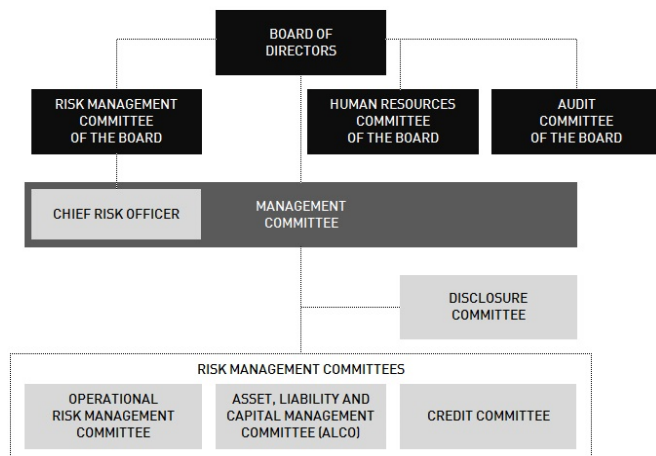 BOARD OF
DIRECTORS
RISK MANAGEMENT
COMMITTEE
OF THE BOARD
HUMAN RESOURCES
COMMITTEE
OF THE BOARD
AUDIT
COMMITTEE
OF THE BOARD
CHIEF RISK OFFICER
MANAGEMENT
COMMITTEE
DISCLOSURE
COMMITTEE
RISK MANAGEMENT COMMITTEES
OPERATIONAL
RISK MANAGEMENT
COMMITTEE
ASSET, LIABILITY AND
CAPITAL MANAGEMENT
COMMITTEE (ALCO)
CREDIT COMMITTEE